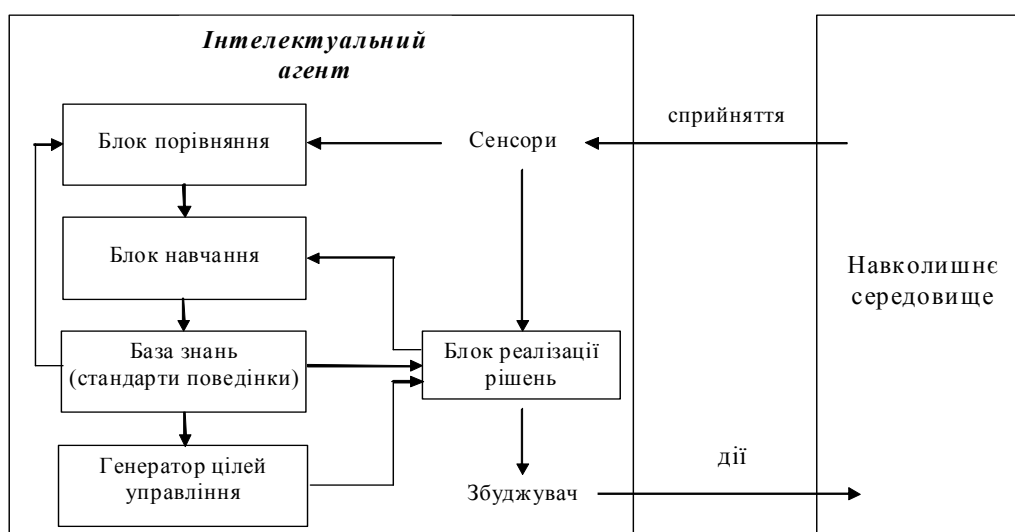 Інтелектуальний
агент
сприйняття
Блок порівняння
Сенсори
Блок навчання
Навколишнє
середовище
База знань
(стандарти поведінки)
Блок реалізації
рішень
Генератор цілей
управління
Збуджувач
дії